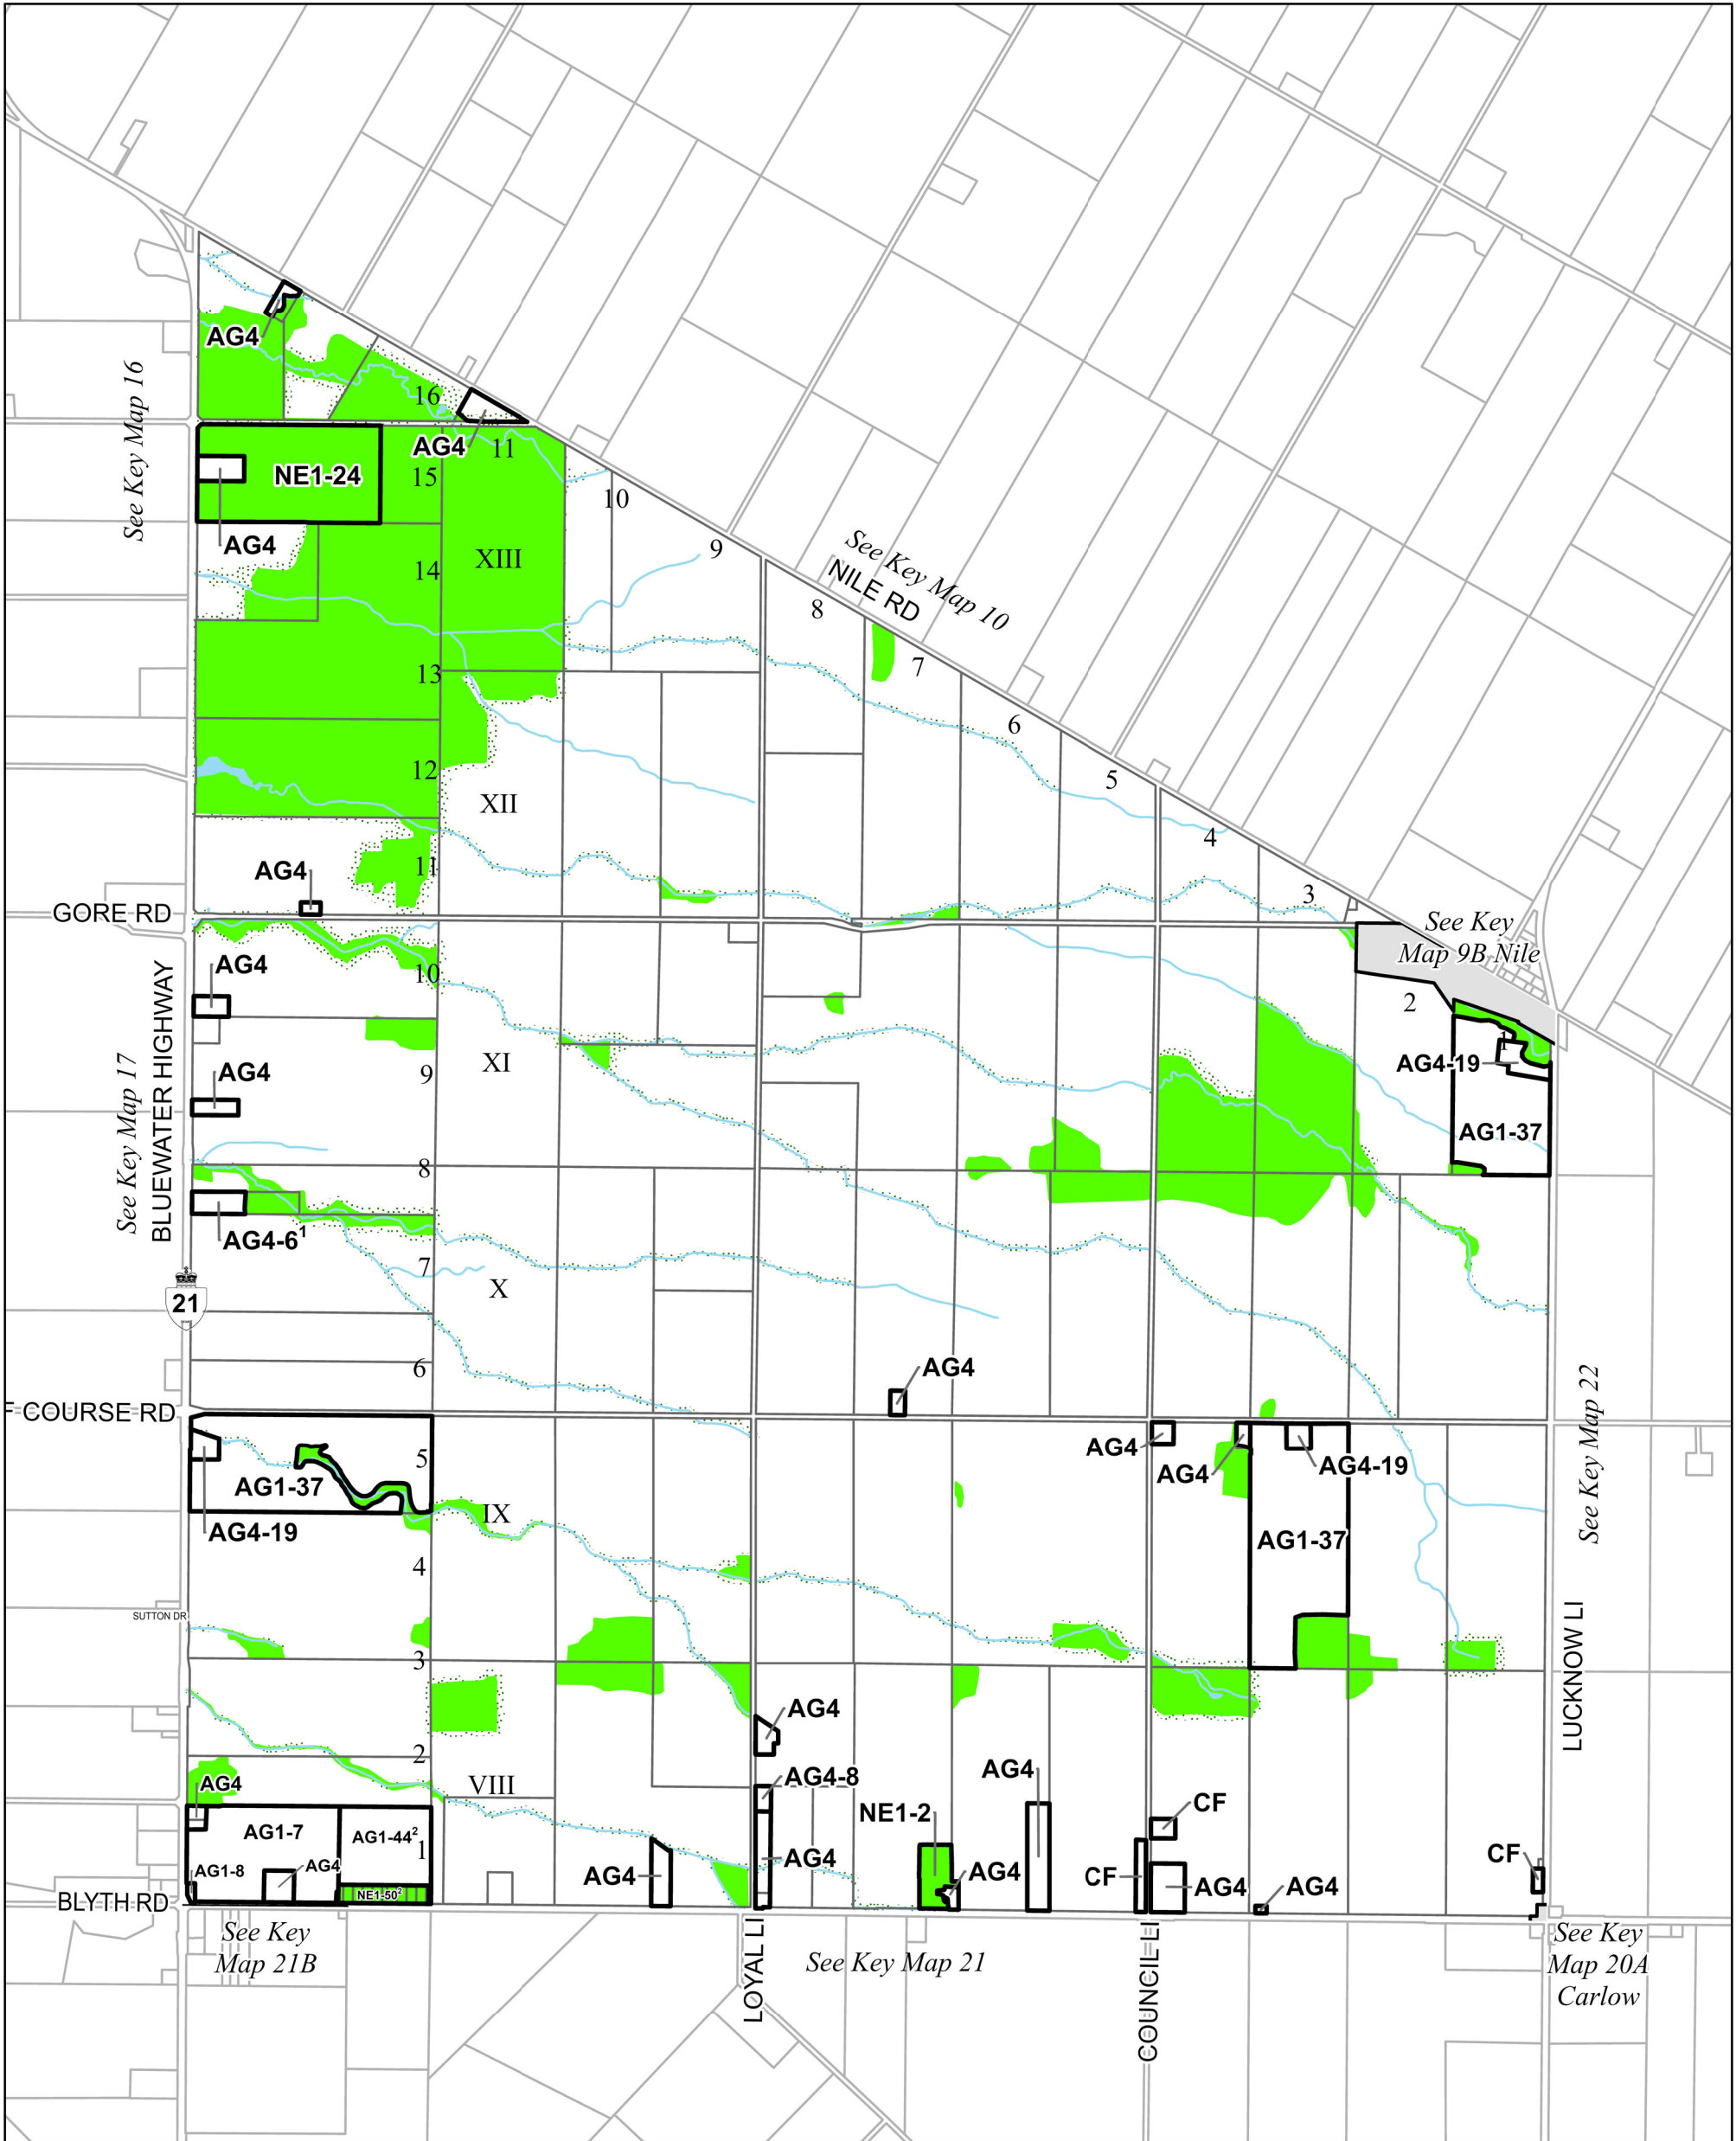 AG4
See Key Map 16
16
AG4
11
15
NE1-24
10
AG4
9
XIII
14
See Key Map 10
NILE RD
8
7
13
6
12
5
XII
4
11
AG4
3
GORE RD
See Key
Map 9B Nile
AG4
10
2
1
XI
AG4-19
AG4
9
See Key Map 17
BLUEWATER HIGHWAY
AG1-37
8
AG4-6¹
7
X
21
6
AG4
F COURSE RD
See Key Map 22
AG4
5
AG4
AG4-19
AG1-37
IX
AG4-19
AG1-37
4
SUTTON DR
3
LUCKNOW LI
AG4
2
AG4
VIII
AG4-8
AG4
NE1-2
CF
AG1-7
AG1-44²
1
AG4
CF
AG1-8
AG4
AG4
AG4
CF
AG4
AG4
NE1-50²
BLYTH RD
See Key
Map 21B
LOYAL LI
See Key Map 21
COUNCIL LI
See Key
Map 20A
Carlow